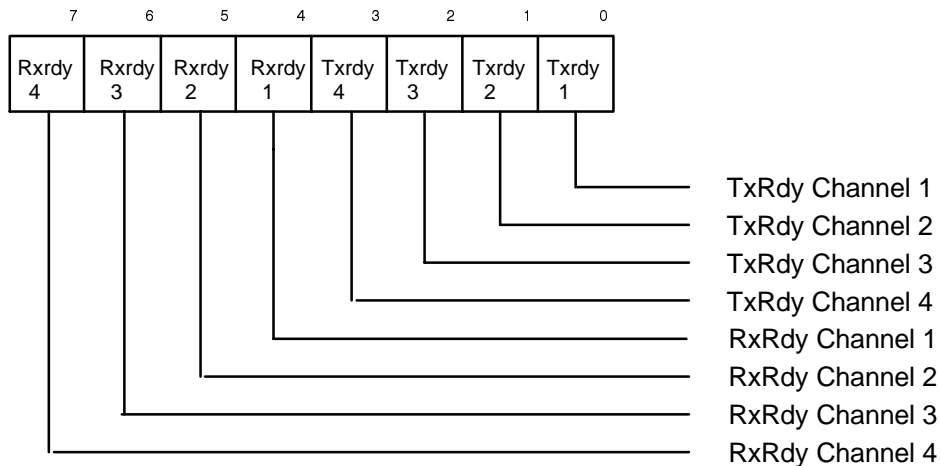 7 6 5 4 3 2 1 0
Rxrdy Rxrdy Rxrdy Rxrdy Txrdy Txrdy Txrdy Txrdy
4 3 2 1 4 3 2 1
TxRdy Channel 1
TxRdy Channel 2
TxRdy Channel 3
TxRdy Channel 4
RxRdy Channel 1
RxRdy Channel 2
RxRdy Channel 3
RxRdy Channel 4